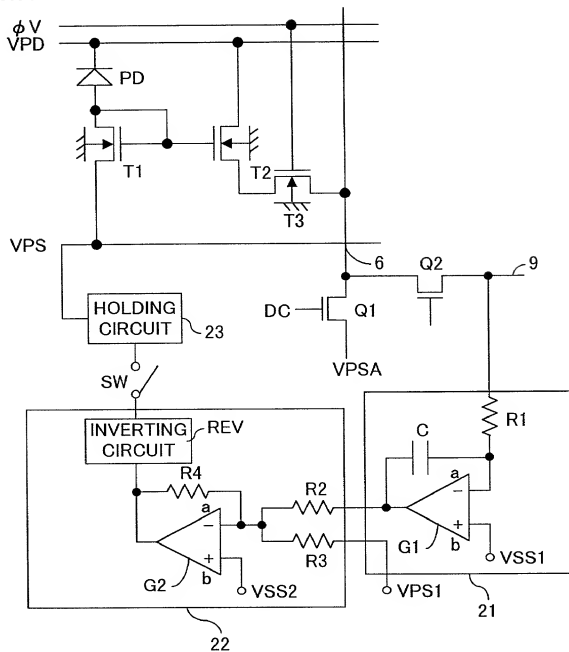 ϕV
VPD
PD
T1
T2
T3
VPS
6
Q2
9
HOLDING
CIRCUIT
23
DC
Q1
VPSA
SW
INVERTING
CIRCUIT
REV
R1
C
R4
a
−
+
b
G2
VSS2
R2
R3
a
−
+
b
G1
VSS1
VPS1
21
22